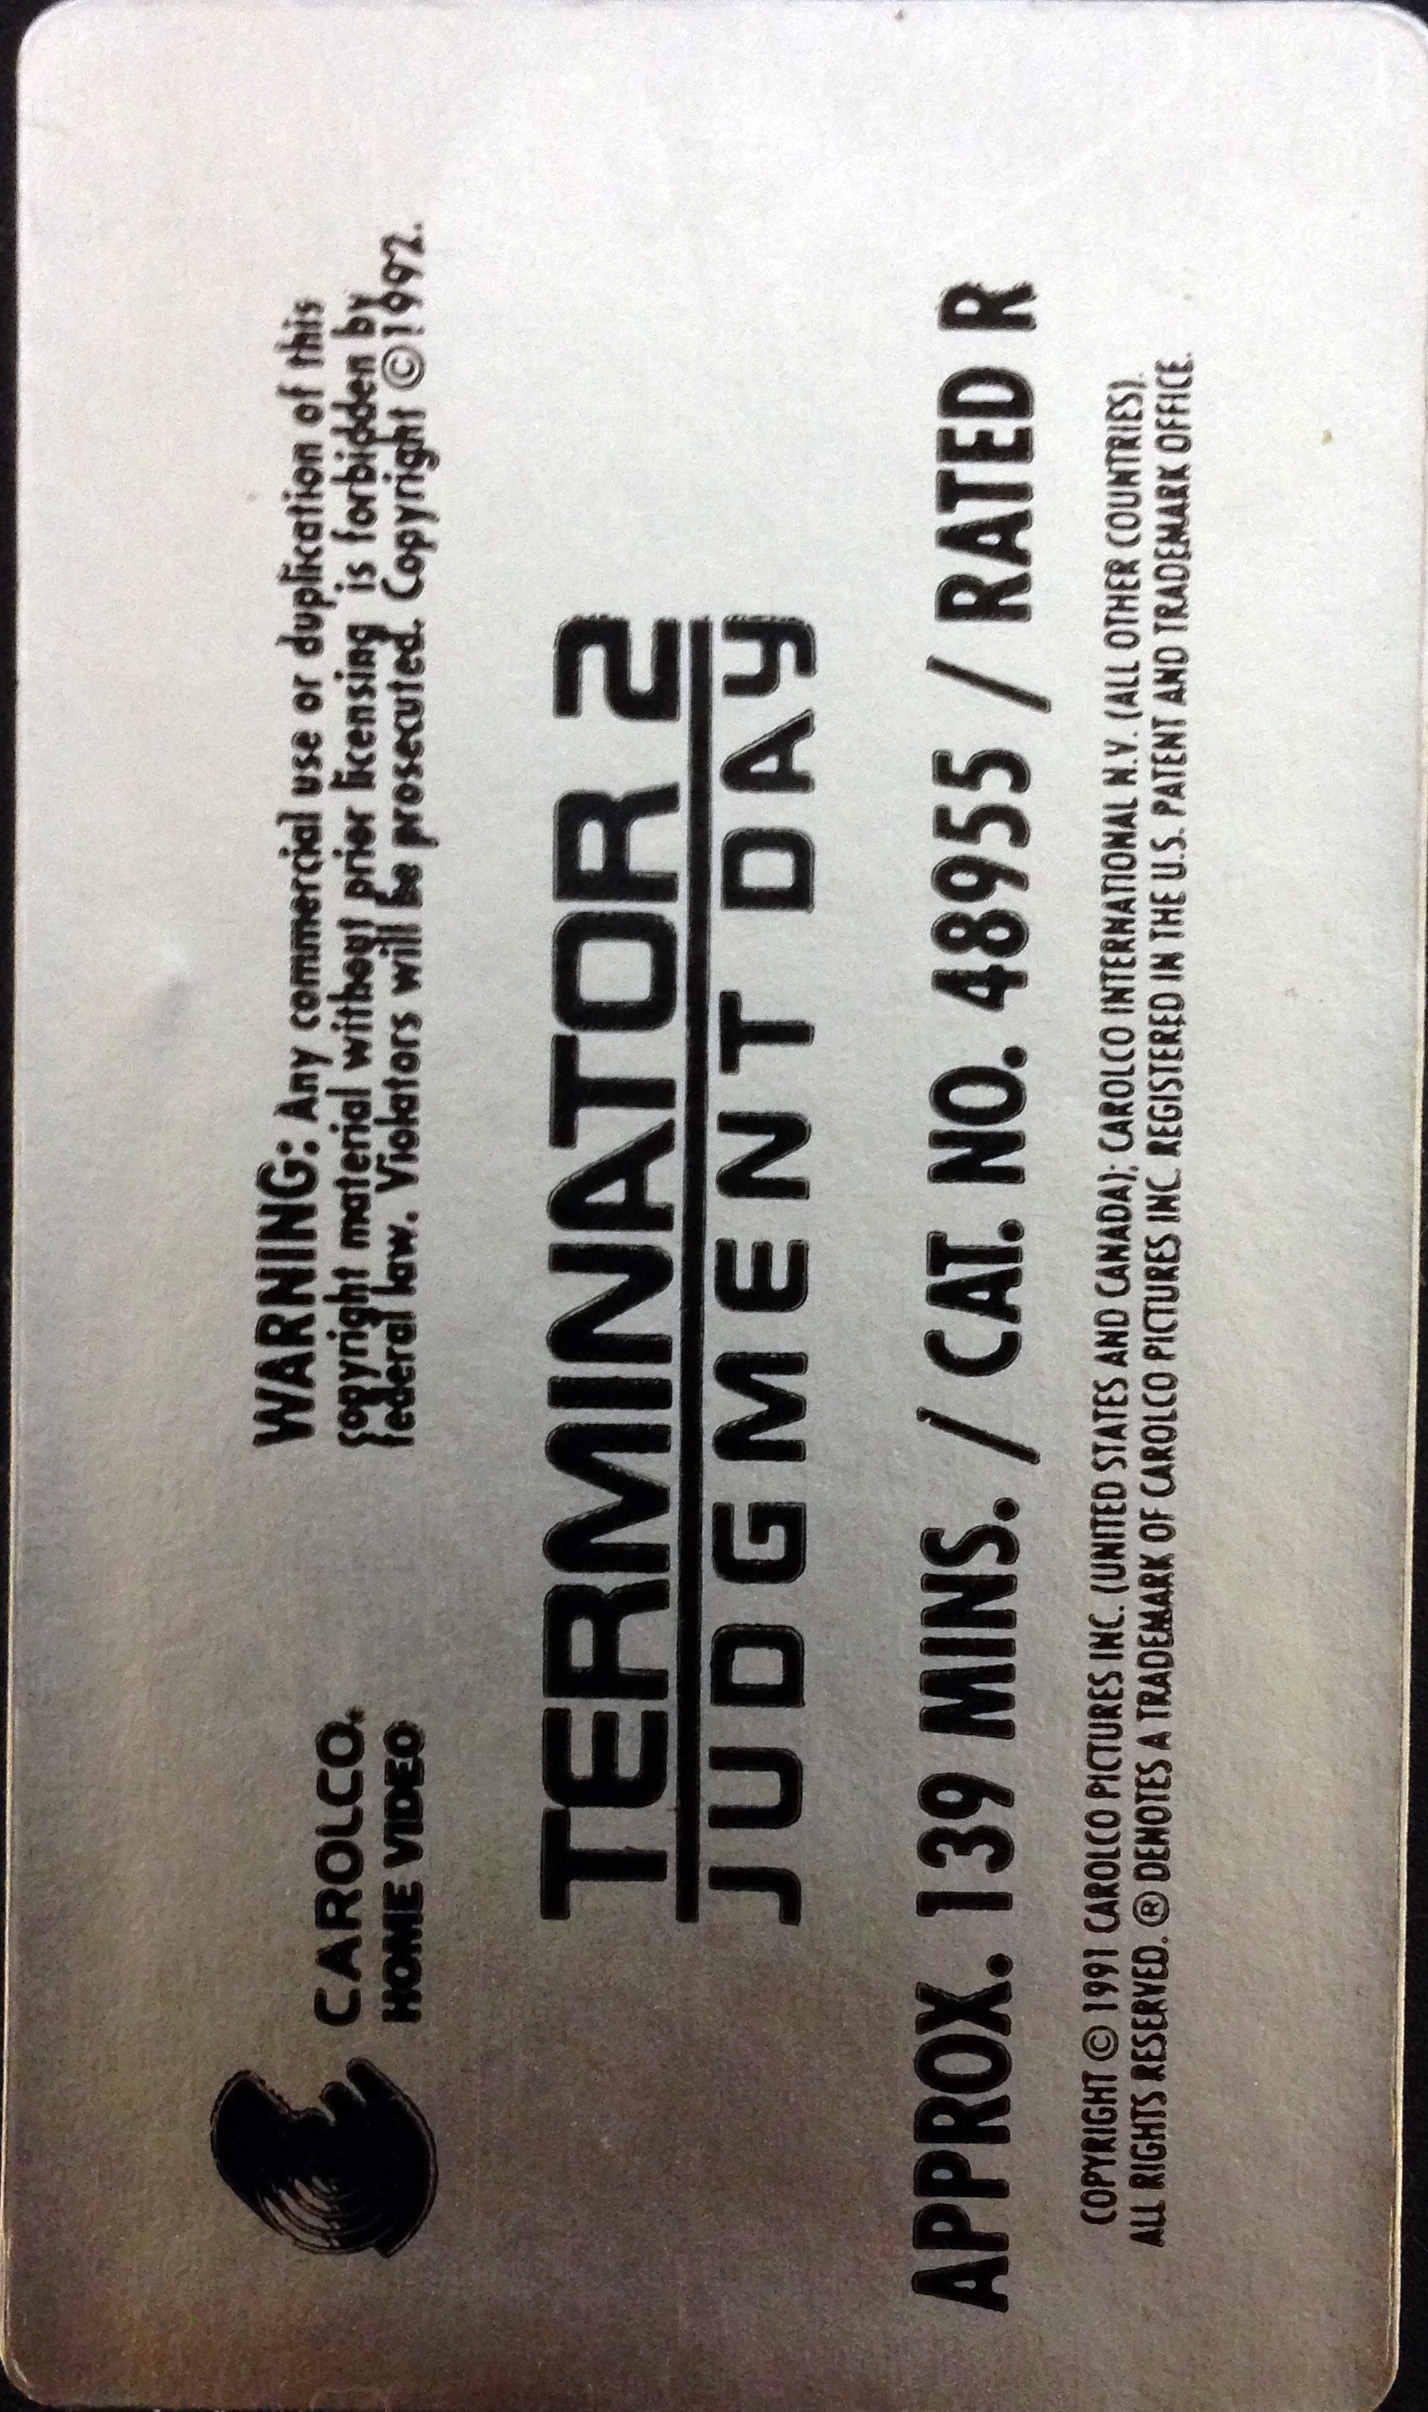 CAROLCO.
HOME VIDEO
WARNING: Any commercial use or duplication of this
copyright material without prior licensing is forbidden by
federal law. Violators will be prosecuted. Copyright ©1992.
TERMINATOR 2
JUDGMENT DAY
APPROX. 139 MINS. / CAT. NO. 48955 / RATED R
COPYRIGHT © 1991 CAROLCO PICTURES INC. (UNITED STATES AND CANADA); CAROLCO INTERNATIONAL N.V. (ALL OTHER COUNTRIES).
ALL RIGHTS RESERVED. ® DENOTES A TRADEMARK OF CAROLCO PICTURES INC. REGISTERED IN THE U.S. PATENT AND TRADEMARK OFFICE.